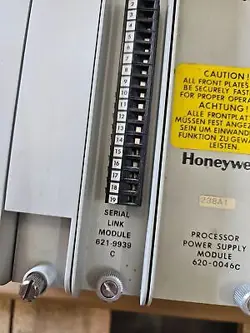 2
3
4
5
6
7
8
9
10
11
12
13
14
15
16
17
18
19
SERIAL
LINK
MODULE
621-9939
C
CAUTION
ALL FRONT PLATES
BE SECURELY FAST
FOR PROPER OPERA
ACHTUNG!
ALLE FRONTPLATT
MÜSSEN FEST ANGEZ
SEIN UM EINWAND
FUNKTION ZU GEWÄ
LEISTEN.
Honeywe
238A1
PROCESSOR
POWER SUPPLY
MODULE
620-0046C